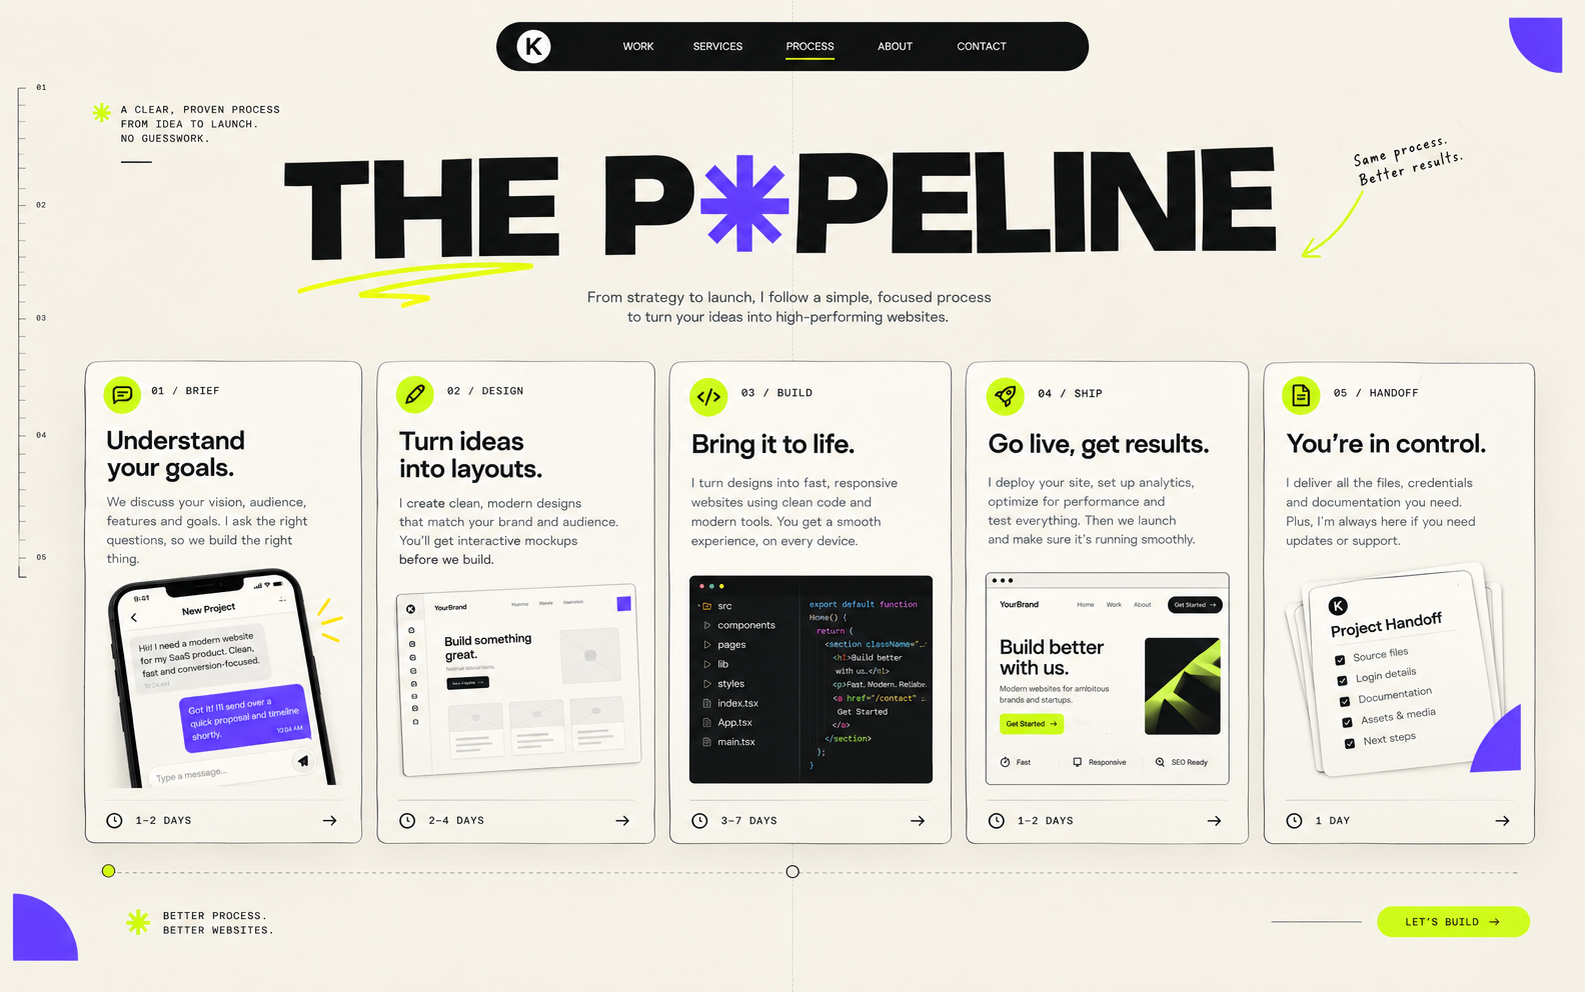 K
WORK SERVICES PROCESS ABOUT CONTACT
01
02
03
04
05
A CLEAR, PROVEN PROCESS
FROM IDEA TO LAUNCH.
NO GUESSWORK.
THE P✱PELINE
Same process.
Better results.
From strategy to launch, I follow a simple, focused process
to turn your ideas into high-performing websites.
01 / BRIEF
Understand
your goals.
We discuss your vision, audience,
features and goals. I ask the right
questions, so we build the right
thing.
9:41
New Project
Hi! I need a modern website
for my SaaS product. Clean,
fast and conversion-focused.
10:24 AM
Got it! I'll send over a
quick proposal and timeline
shortly.
Type a message...
1–2 DAYS
02 / DESIGN
Turn ideas
into layouts.
I create clean, modern designs
that match your brand and audience.
You'll get interactive mockups
before we build.
K
YourBrand
Build something
great.
2–4 DAYS
03 / BUILD
Bring it to life.
I turn designs into fast, responsive
websites using clean code and
modern tools. You get a smooth
experience, on every device.
src
components
pages
lib
styles
index.tsx
App.tsx
main.tsx
export default function
Home() {
return (
<section className="...
<h1>Build better
with us.</h1>
<p>Fast. Modern.
<a href="/contact"
Get Started
</a>
</section>
);
}
3–7 DAYS
04 / SHIP
Go live, get results.
I deploy your site, set up analytics,
optimize for performance and
test everything. Then we launch
and make sure it's running smoothly.
YourBrand Home Work About Get Started →
Build better
with us.
Modern websites for ambitious
brands and startups.
Get Started →
Fast Responsive SEO Ready
1–2 DAYS
05 / HANDOFF
You're in control.
I deliver all the files, credentials
and documentation you need.
Plus, I'm always here if you need
updates or support.
K
Project Handoff
Source files
Login details
Documentation
Assets & media
Next steps
1 DAY
BETTER PROCESS.
BETTER WEBSITES.
LET'S BUILD →